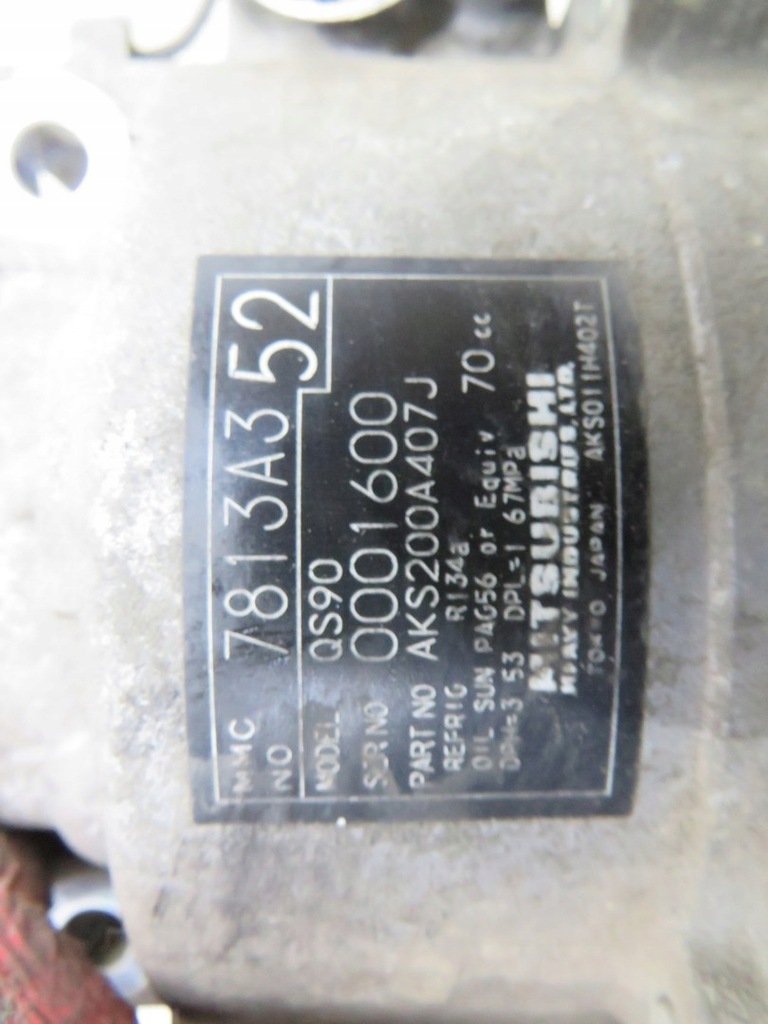 MMC NO 7813A352
MODEL QS90
SER NO 0001600
PART NO AKS200A407J
REFRIG R134a
OIL SUN PAG56 or Equiv 70 cc
DPH=3 53 DPL=1 67MPa
MITSUBISHI
HEAVY INDUSTRIES, LTD.
TOKYO JAPAN AKS011H402T